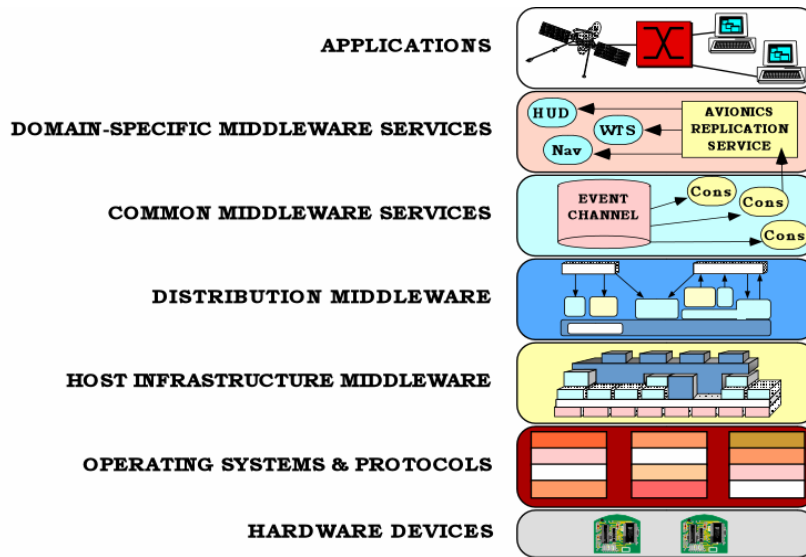 APPLICATIONS
HUD
WTS
Nav
AVIONICS
REPLICATION
SERVICE
DOMAIN-SPECIFIC MIDDLEWARE SERVICES
EVENT
CHANNEL
Cons
Cons
Cons
COMMON MIDDLEWARE SERVICES
DISTRIBUTION MIDDLEWARE
HOST INFRASTRUCTURE MIDDLEWARE
OPERATING SYSTEMS & PROTOCOLS
HARDWARE DEVICES